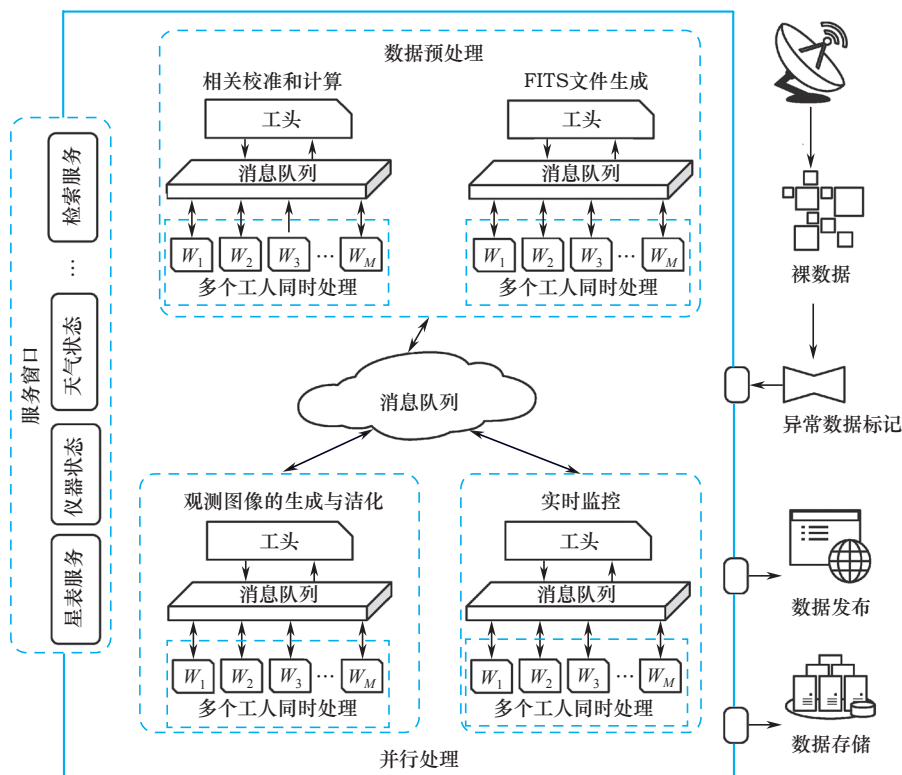 服务窗口
检索服务
…
天气状态
仪器状态
星表服务
数据预处理
相关校准和计算
工头
消息队列
W1 W2 W3 … WM
多个工人同时处理
FITS文件生成
工头
消息队列
W1 W2 W3 … WM
多个工人同时处理
消息队列
观测图像的生成与洁化
工头
消息队列
W1 W2 W3 … WM
多个工人同时处理
实时监控
工头
消息队列
W1 W2 W3 … WM
多个工人同时处理
并行处理
裸数据
异常数据标记
数据发布
数据存储